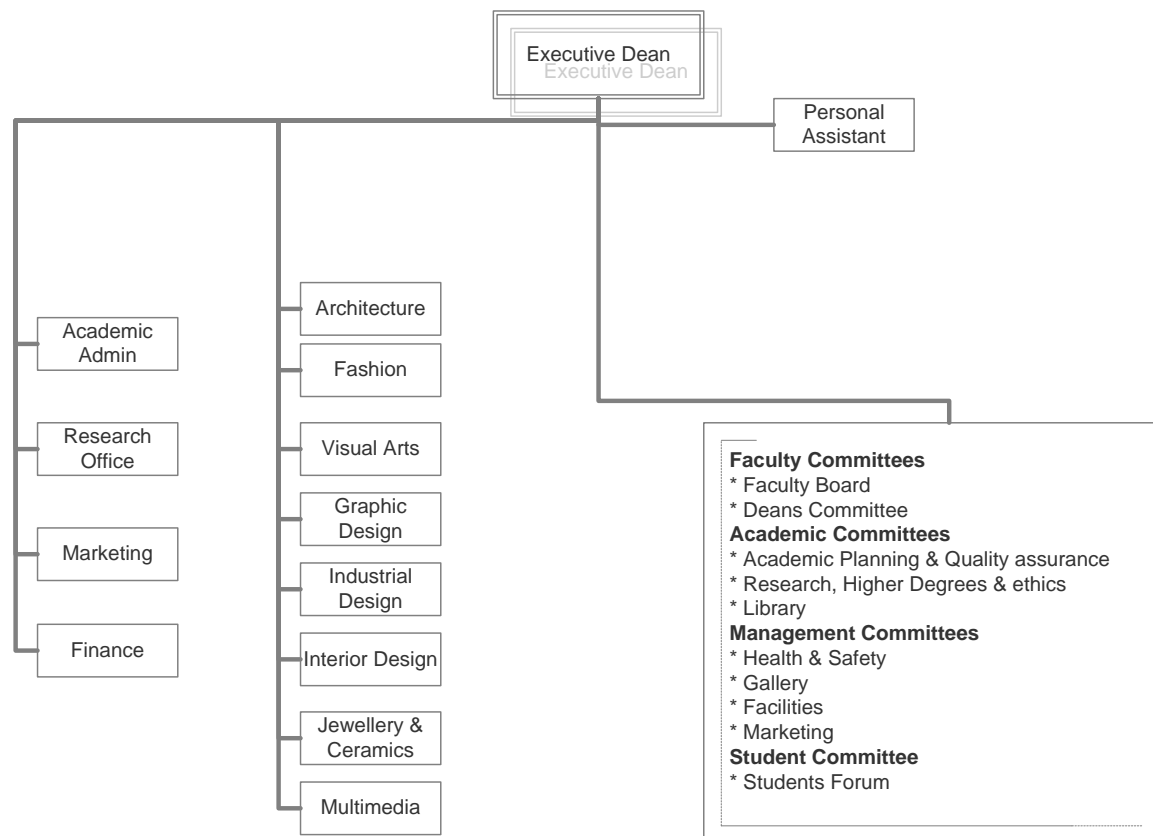 Executive Dean
Executive Dean
Personal
Assistant
Academic
Admin
Research
Office
Marketing
Finance
Architecture
Fashion
Visual Arts
Graphic
Design
Industrial
Design
Interior Design
Jewellery &
Ceramics
Multimedia
Faculty Committees
* Faculty Board
* Deans Committee
Academic Committees
* Academic Planning & Quality assurance
* Research, Higher Degrees & ethics
* Library
Management Committees
* Health & Safety
* Gallery
* Facilities
* Marketing
Student Committee
* Students Forum